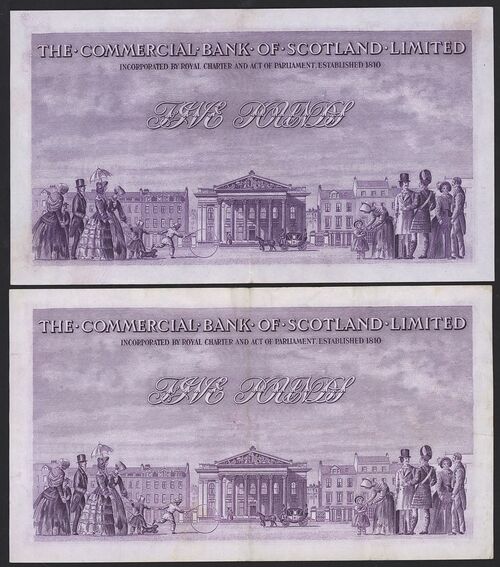 THE·COMMERCIAL·BANK·OF·SCOTLAND·LIMITED
INCORPORATED BY ROYAL CHARTER AND ACT OF PARLIAMENT. ESTABLISHED 1810
FIVE POUNDS
THE·COMMERCIAL·BANK·OF·SCOTLAND·LIMITED
INCORPORATED BY ROYAL CHARTER AND ACT OF PARLIAMENT. ESTABLISHED 1810
FIVE POUNDS